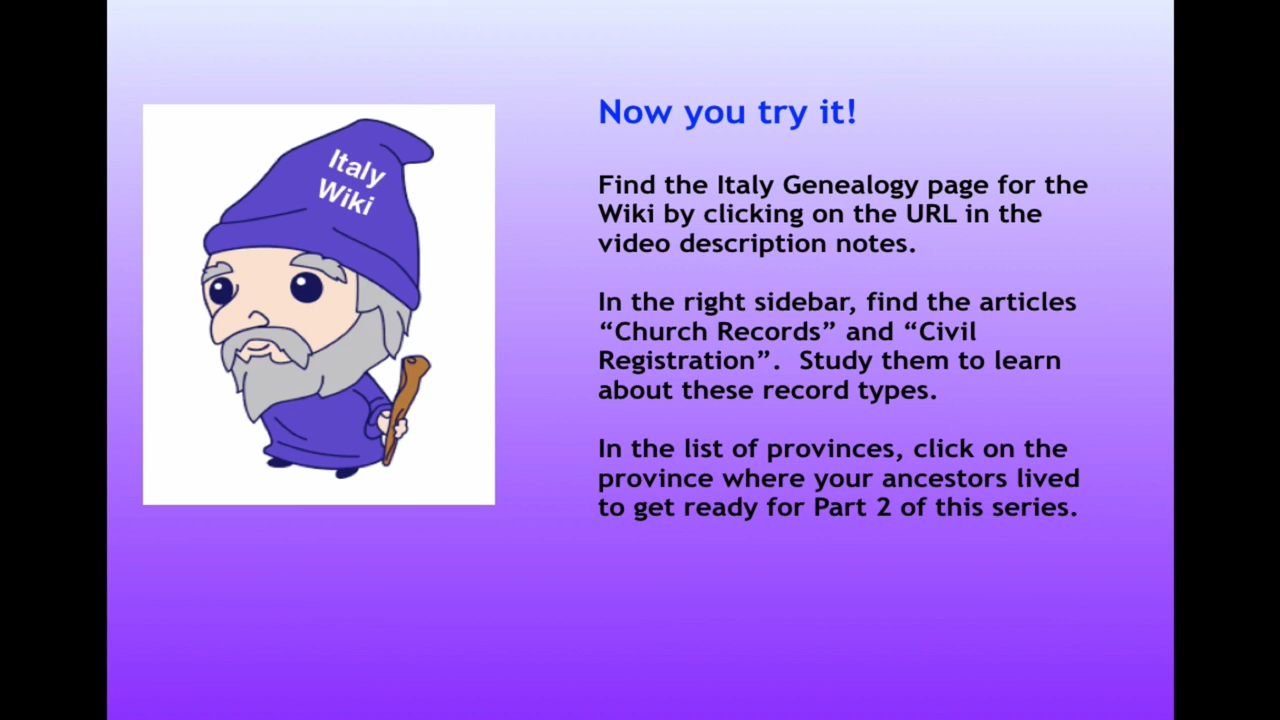 Italy
Wiki
Now you try it!
Find the Italy Genealogy page for the
Wiki by clicking on the URL in the
video description notes.
In the right sidebar, find the articles
“Church Records” and “Civil
Registration”.  Study them to learn
about these record types.
In the list of provinces, click on the
province where your ancestors lived
to get ready for Part 2 of this series.